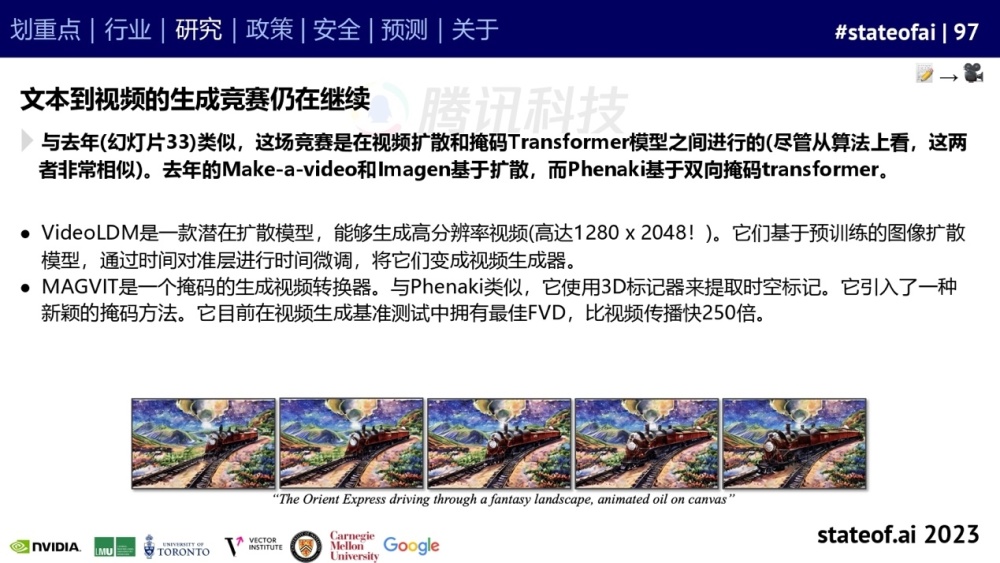 划重点 | 行业 | 研究 | 政策 | 安全 | 预测 | 关于
#stateofai | 97
腾讯科技
文本到视频的生成竞赛仍在继续
与去年(幻灯片33)类似，这场竞赛是在视频扩散和掩码Transformer模型之间进行的(尽管从算法上看，这两
者非常相似)。去年的Make-a-video和Imagen基于扩散，而Phenaki基于双向掩码transformer。
● VideoLDM是一款潜在扩散模型，能够生成高分辨率视频(高达1280 x 2048！)。它们基于预训练的图像扩散
模型，通过时间对准层进行时间微调，将它们变成视频生成器。
● MAGVIT是一个掩码的生成视频转换器。与Phenaki类似，它使用3D标记器来提取时空标记。它引入了一种
新颖的掩码方法。它目前在视频生成基准测试中拥有最佳FVD，比视频传播快250倍。
“The Orient Express driving through a fantasy landscape, animated oil on canvas”
NVIDIA.
LMU
UNIVERSITY OF
TORONTO
VECTOR
INSTITUTE
Carnegie
Mellon
University
Google
stateof.ai 2023